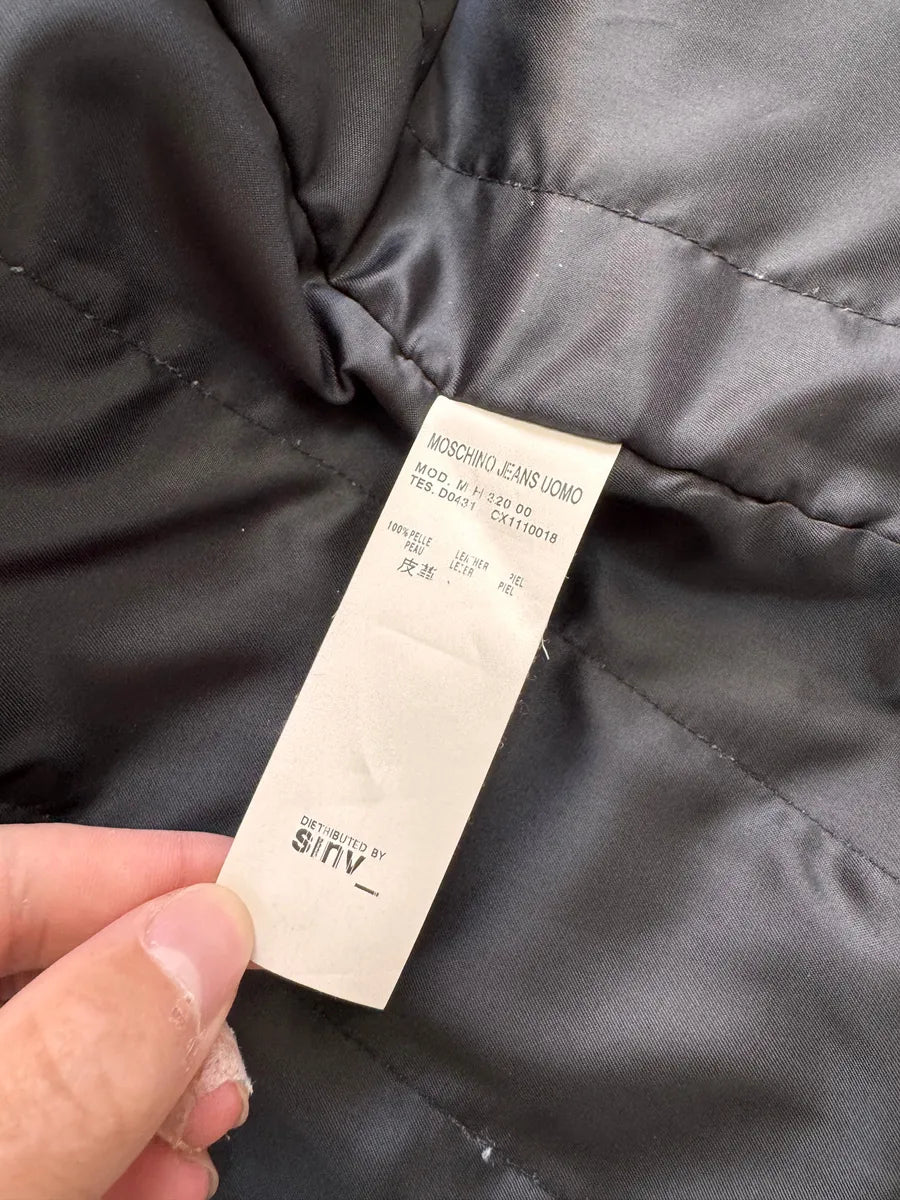 MOSCHINO JEANS UOMO
MOD. M H 320 00
TES. D0431 CX1110018
100% PELLE LEATHER PIEL
PEAU LEDER PIEL
皮革
DISTRIBUTED BY
sinv_